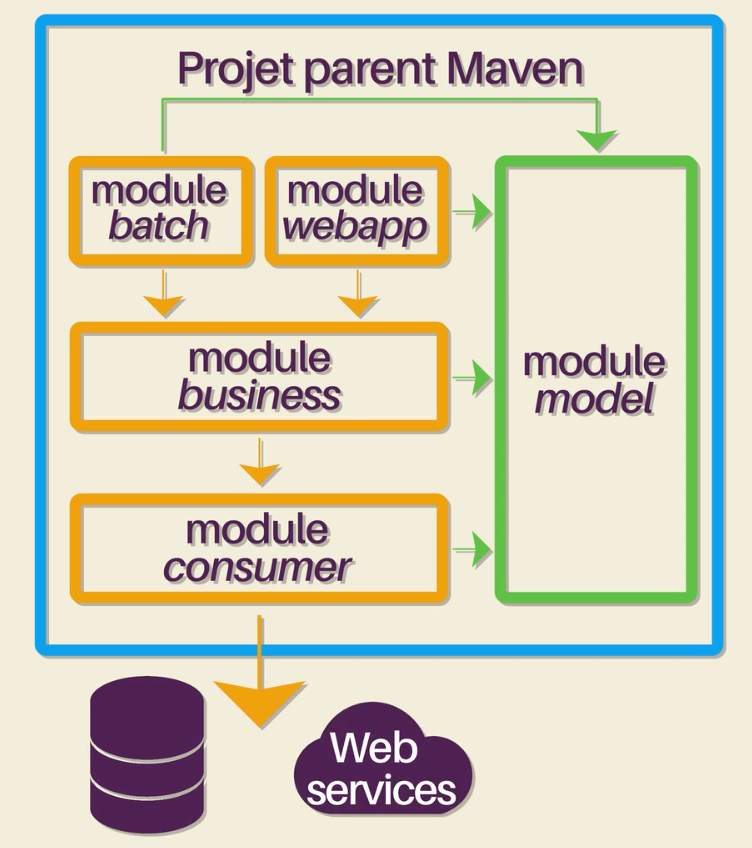 Projet parent Maven
module
batch
module
webapp
module
business
module
model
module
consumer
Web
services